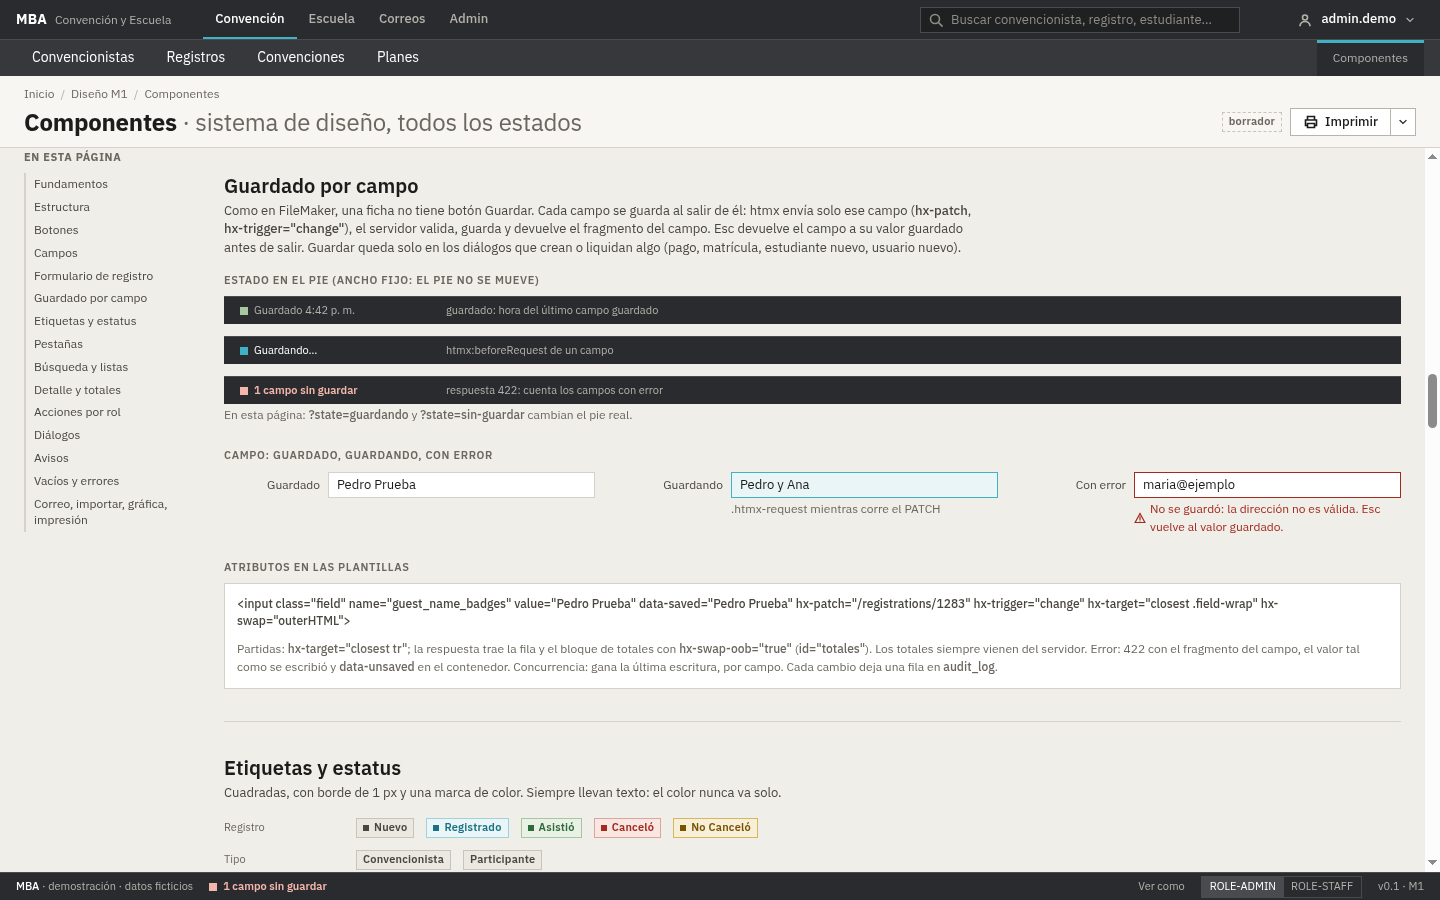 MBA Convención y Escuela Convención Escuela Correos Admin Buscar convencionista, registro, estudiante... admin.demo
Convencionistas Registros Convenciones Planes Componentes
Inicio / Diseño M1 / Componentes
Componentes · sistema de diseño, todos los estados borrador Imprimir
EN ESTA PÁGINA
Fundamentos
Estructura
Botones
Campos
Formulario de registro
Guardado por campo
Etiquetas y estatus
Pestañas
Búsqueda y listas
Detalle y totales
Acciones por rol
Diálogos
Avisos
Vacíos y errores
Correo, importar, gráfica,
impresión
Guardado por campo
Como en FileMaker, una ficha no tiene botón Guardar. Cada campo se guarda al salir de él: htmx envía solo ese campo (hx-patch,
hx-trigger="change"), el servidor valida, guarda y devuelve el fragmento del campo. Esc devuelve el campo a su valor guardado
antes de salir. Guardar queda solo en los diálogos que crean o liquidan algo (pago, matrícula, estudiante nuevo, usuario nuevo).
ESTADO EN EL PIE (ANCHO FIJO: EL PIE NO SE MUEVE)
Guardado 4:42 p. m. guardado: hora del último campo guardado
Guardando... htmx:beforeRequest de un campo
1 campo sin guardar respuesta 422: cuenta los campos con error
En esta página: ?state=guardando y ?state=sin-guardar cambian el pie real.
CAMPO: GUARDADO, GUARDANDO, CON ERROR
Guardado Pedro Prueba Guardando Pedro y Ana Con error maria@ejemplo
.htmx-request mientras corre el PATCH No se guardó: la dirección no es válida. Esc
vuelve al valor guardado.
ATRIBUTOS EN LAS PLANTILLAS
<input class="field" name="guest_name_badges" value="Pedro Prueba" data-saved="Pedro Prueba" hx-patch="/registrations/1283" hx-trigger="change" hx-target="closest .field-wrap" hx-
swap="outerHTML">
Partidas: hx-target="closest tr"; la respuesta trae la fila y el bloque de totales con hx-swap-oob="true" (id="totales"). Los totales siempre vienen del servidor. Error: 422 con el fragmento del campo, el valor tal
como se escribió y data-unsaved en el contenedor. Concurrencia: gana la última escritura, por campo. Cada cambio deja una fila en audit_log.
Etiquetas y estatus
Cuadradas, con borde de 1 px y una marca de color. Siempre llevan texto: el color nunca va solo.
Registro Nuevo Registrado Asistió Canceló No Canceló
Tipo Convencionista Participante
MBA · demostración · datos ficticios 1 campo sin guardar Ver como ROLE-ADMIN ROLE-STAFF v0.1 · M1